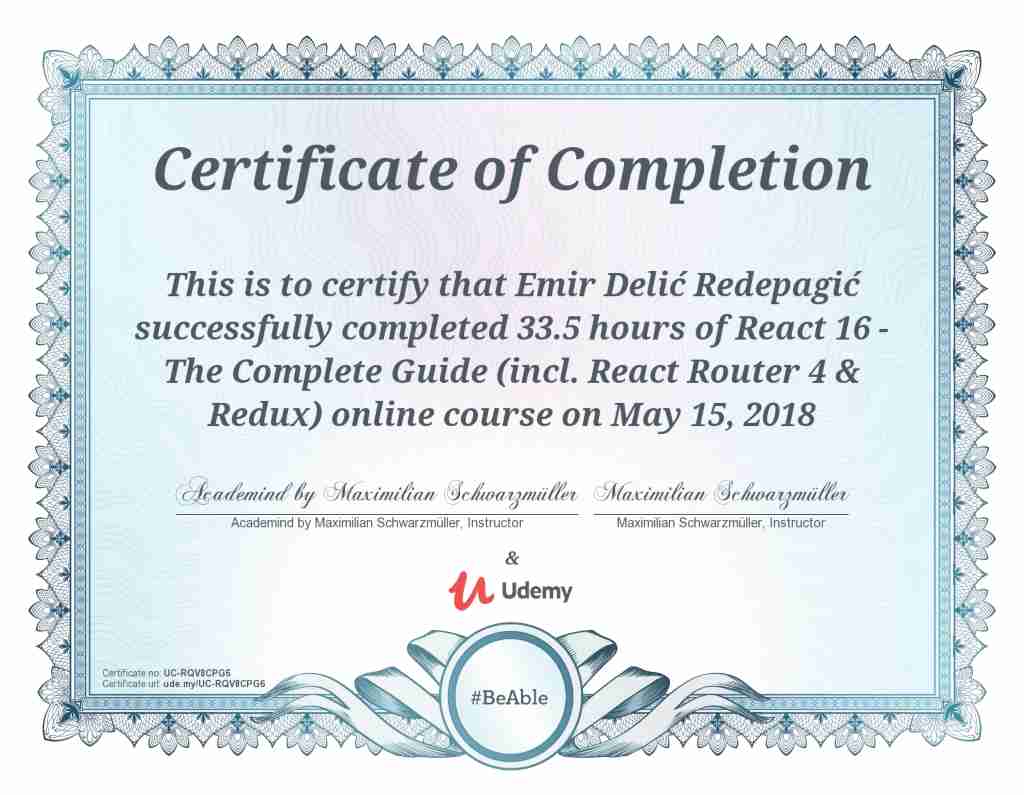 Certificate of Completion
This is to certify that Emir Delić Redepagić
successfully completed 33.5 hours of React 16 -
The Complete Guide (incl. React Router 4 &
Redux) online course on May 15, 2018
Academind by Maximilian Schwarzmüller Maximilian Schwarzmüller
Academind by Maximilian Schwarzmüller, Instructor Maximilian Schwarzmüller, Instructor
&
Udemy
Certificate no: UC-RQV8CPG5
Certificate url: ude.my/UC-RQV8CPG5
#BeAble